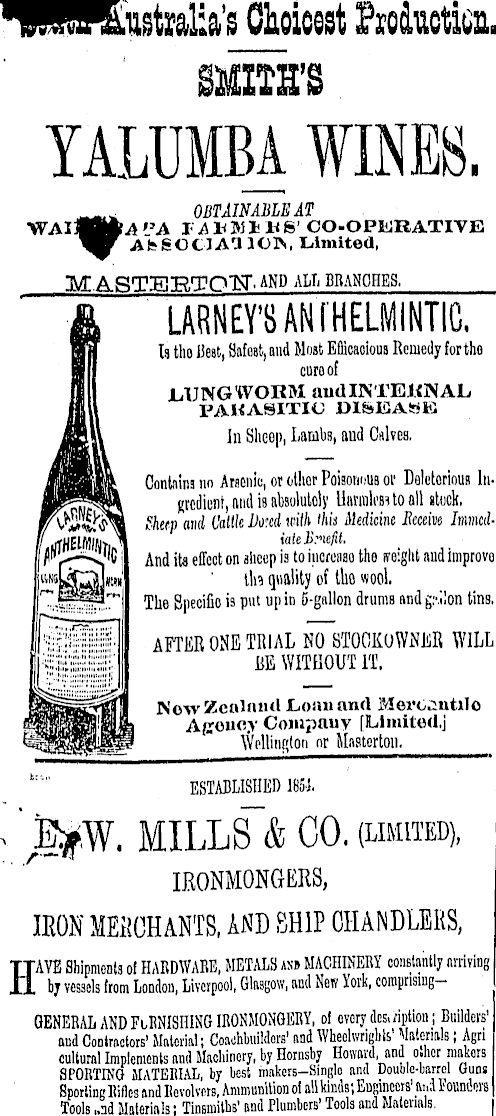 Australia's Choicest Production.
SMITH'S
YALUMBA WINES.
OBTAINABLE AT
FARMERS' CO-OPERATIVE
ASSOCIATION, Limited,
MASTERTON, AND ALL BRANCHES.
LARNEY'S ANTHELMINTIC.
Is the Best, Safest, and Most Efficacious Remedy for the
cure of
LUNGWORM and INTERNAL
PARASITIC DISEASE
In Sheep, Lambs, and Calves.
Contains no Arsenic, or other Poisonous or Deleterious In-
gredient, and is absolutely Harmless to all stock.
Sheep and Cattle Dosed with this Medicine Receive Immed-
iate Benefit.
And its effect on sheep is to increase the weight and improve
the quality of the wool.
The Specific is put up in 5-gallon drums and gallon tins.
AFTER ONE TRIAL NO STOCKOWNER WILL
BE WITHOUT IT.
New Zealand Loan and Mercantile
Agency Company [Limited.]
Wellington or Masterton.
LARNEY'S
ANTHELMINTIC
LUNG WORM
ESTABLISHED 1854.
E. W. MILLS & CO. (LIMITED),
IRONMONGERS,
IRON MERCHANTS, AND SHIP CHANDLERS,
HAVE Shipments of HARDWARE, METALS AND MACHINERY constantly arriving
by vessels from London, Liverpool, Glasgow, and New York, comprising—
GENERAL AND FURNISHING IRONMONGERY, of every description; Builders'
and Contractors' Material; Coachbuilders' and Wheelwrights' Materials; Agri
cultural Implements and Machinery, by Hornsby Howard, and other makers
SPORTING MATERIAL, by best makers—Single and Double-barrel Guns
Sporting Rifles and Revolvers, Ammunition of all kinds; Engineers' and Founders
Tools and Materials; Tinsmiths' and Plumbers' Tools and Materials.